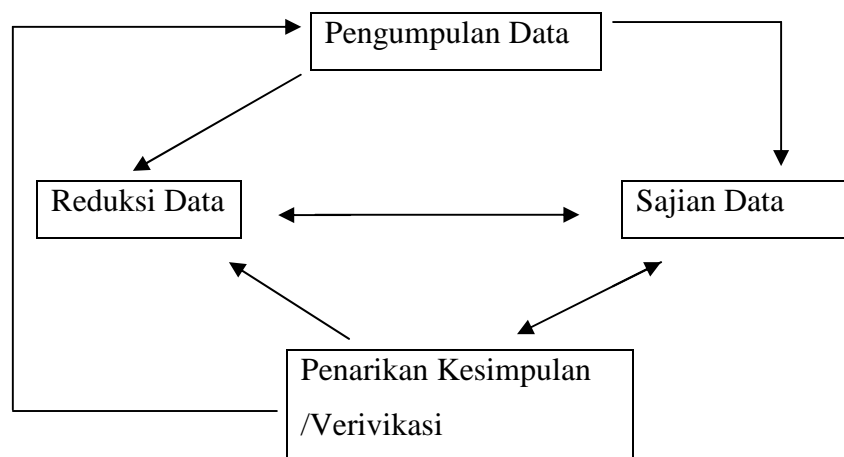 Pengumpulan Data
Reduksi Data
Sajian Data
Penarikan Kesimpulan
/Verivikasi